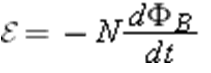 ℰ = − N dΦ_B / dt